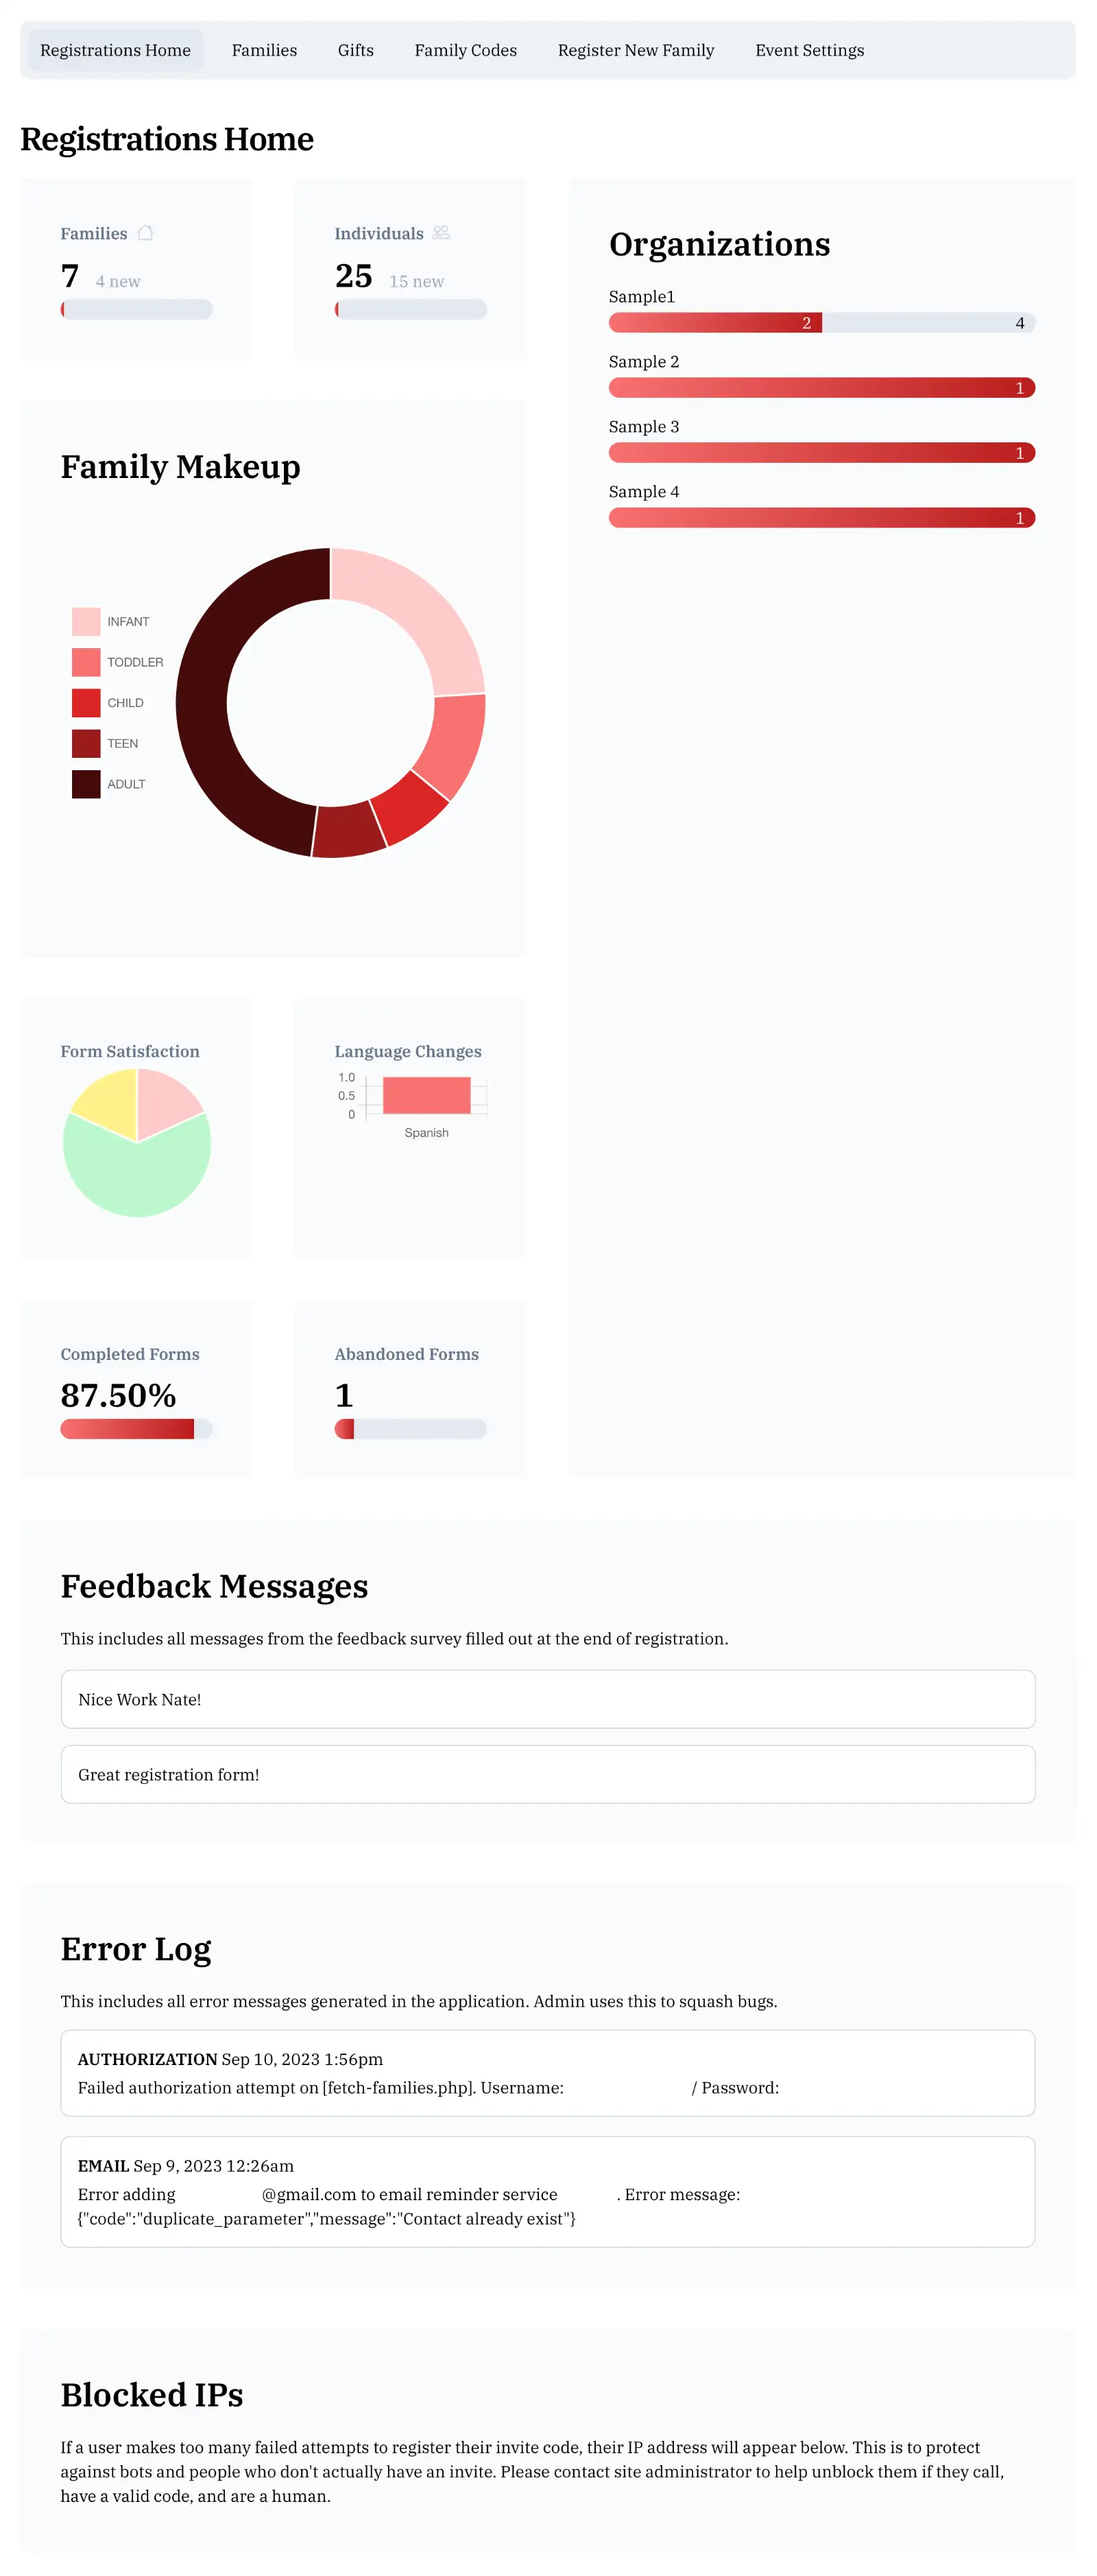 Registrations Home Families Gifts Family Codes Register New Family Event Settings
Registrations Home
Families
7 4 new
Individuals
25 15 new
Organizations
Sample1
2 4
Sample 2
1
Sample 3
1
Sample 4
1
Family Makeup
INFANT
TODDLER
CHILD
TEEN
ADULT
Form Satisfaction
Language Changes
1.0
0.5
0
Spanish
Completed Forms
87.50%
Abandoned Forms
1
Feedback Messages
This includes all messages from the feedback survey filled out at the end of registration.
Nice Work Nate!
Great registration form!
Error Log
This includes all error messages generated in the application. Admin uses this to squash bugs.
AUTHORIZATION Sep 10, 2023 1:56pm
Failed authorization attempt on [fetch-families.php]. Username: / Password:
EMAIL Sep 9, 2023 12:26am
Error adding @gmail.com to email reminder service . Error message:
{"code":"duplicate_parameter","message":"Contact already exist"}
Blocked IPs
If a user makes too many failed attempts to register their invite code, their IP address will appear below. This is to protect
against bots and people who don't actually have an invite. Please contact site administrator to help unblock them if they call,
have a valid code, and are a human.